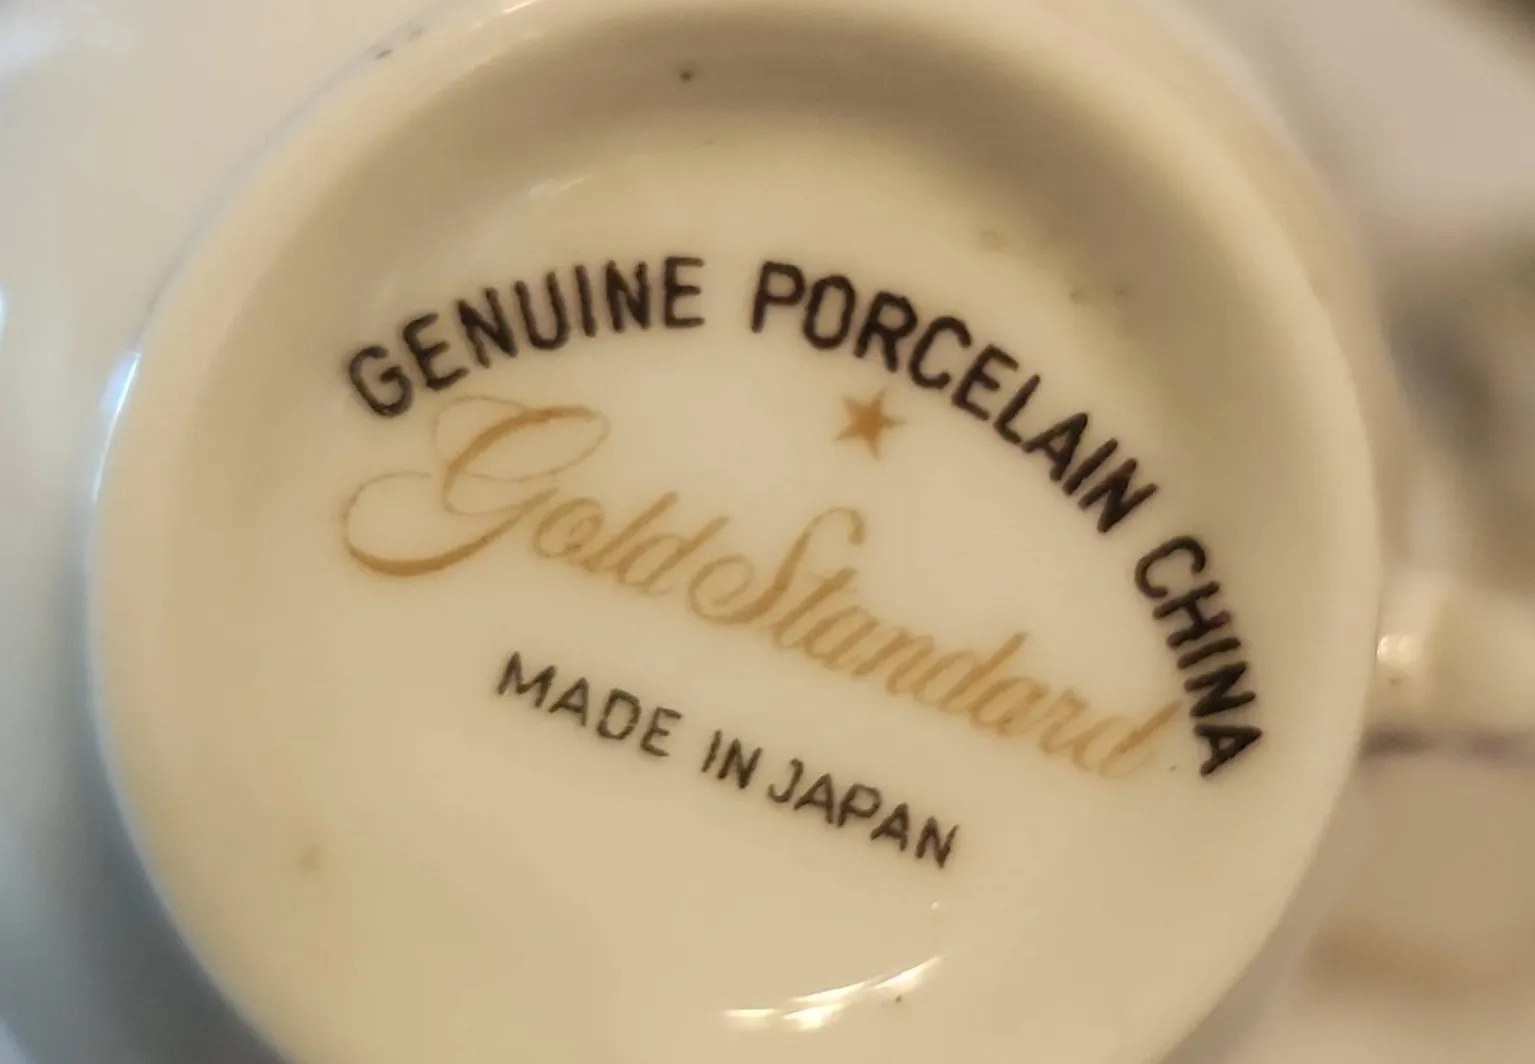 GENUINE PORCELAIN CHINA
Gold Standard
MADE IN JAPAN